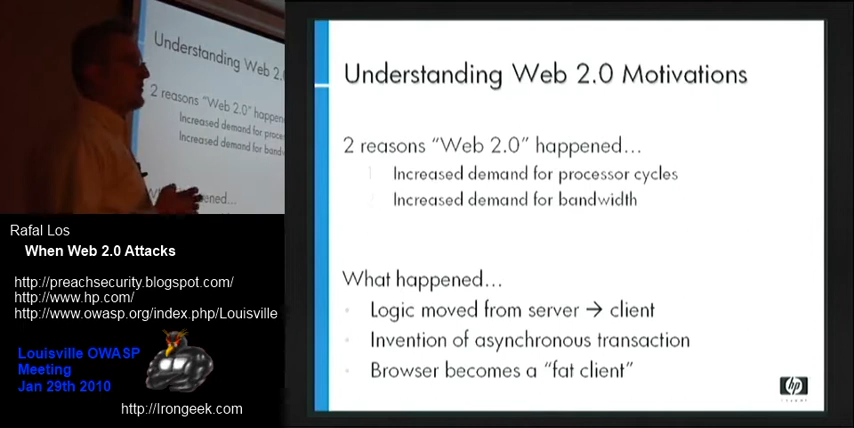 Understanding Web 2.0
2 reasons "Web 2.0" happen
Increased demand for proce
Increased demand for band
ened...
Rafal Los
When Web 2.0 Attacks
http://preachsecurity.blogspot.com/
http://www.hp.com/
http://www.owasp.org/index.php/Louisville
Louisville OWASP
Meeting
Jan 29th 2010
http://Irongeek.com
Understanding Web 2.0 Motivations
2 reasons "Web 2.0" happened...
Increased demand for processor cycles
Increased demand for bandwidth
What happened...
Logic moved from server → client
Invention of asynchronous transaction
Browser becomes a "fat client"
hp